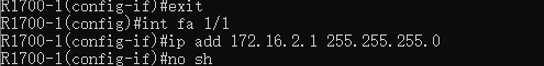 R1700-1(config-if)#exit
R1700-1(config)#int fa 1/1
R1700-1(config-if)#ip add 172.16.2.1 255.255.255.0
R1700-1(config-if)#no sh